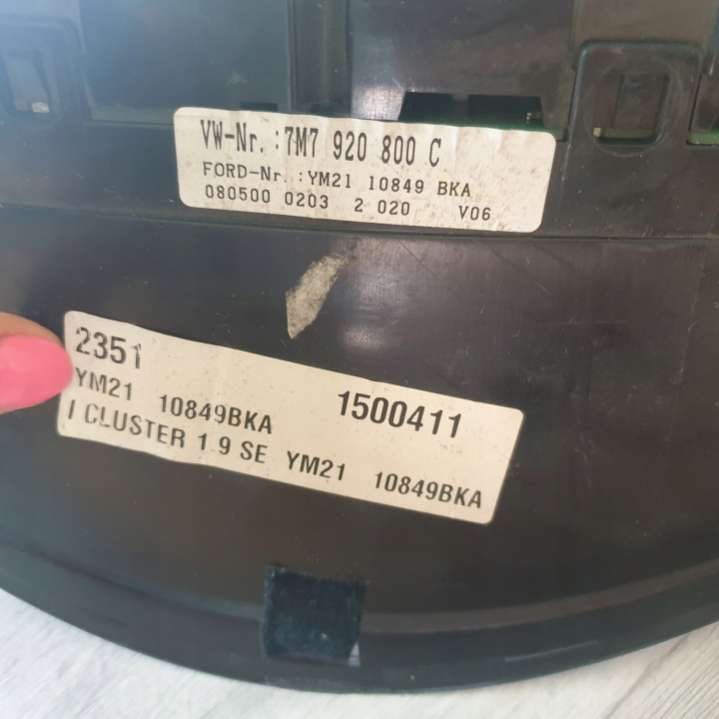 VW-Nr.:7M7 920 800 C
FORD-Nr.:YM21 10849 BKA
080500 0203 2 020 V06
2351
YM21 10849BKA 1500411
I CLUSTER 1.9 SE YM21 10849BKA